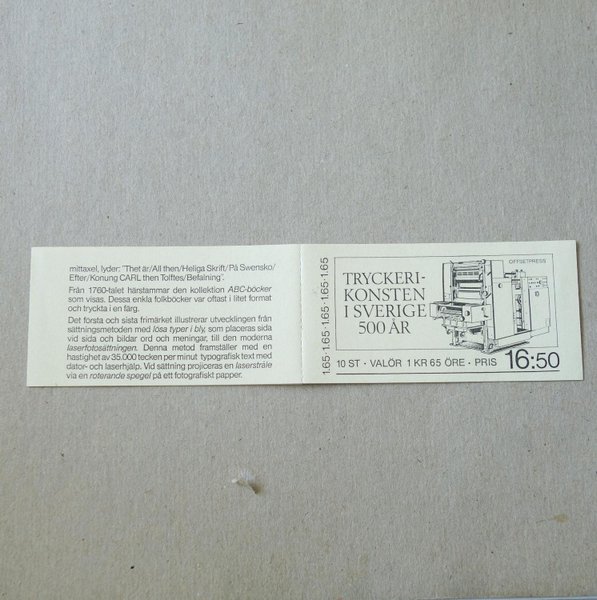 mittaxel, lyder: "Thet är/All then/Heliga Skrift/På Swensko/
Efter/Konung CARL then Tolftes/Befalning".
Från 1760-talet härstammar den kollektion ABC-böcker
som visas. Dessa enkla folkböcker var oftast i litet format
och tryckta i en färg.
Det första och sista frimärket illustrerar utvecklingen från
sättningsmetoden med lösa typer i bly, som placeras sida
vid sida och bildar ord och meningar, till den moderna
laserfotosättningen. Denna metod framställer med en
hastighet av 35.000 tecken per minut typografisk text med
dator- och laserhjälp. Vid sättning projiceras en laserstråle
via en roterande spegel på ett fotografiskt papper.
1.65·1.65·1.65·1.65·1.65
OFFSETPRESS
TRYCKERI-
KONSTEN
I SVERIGE
500 ÅR
10 ST · VALÖR 1 KR 65 ÖRE · PRIS 16:50